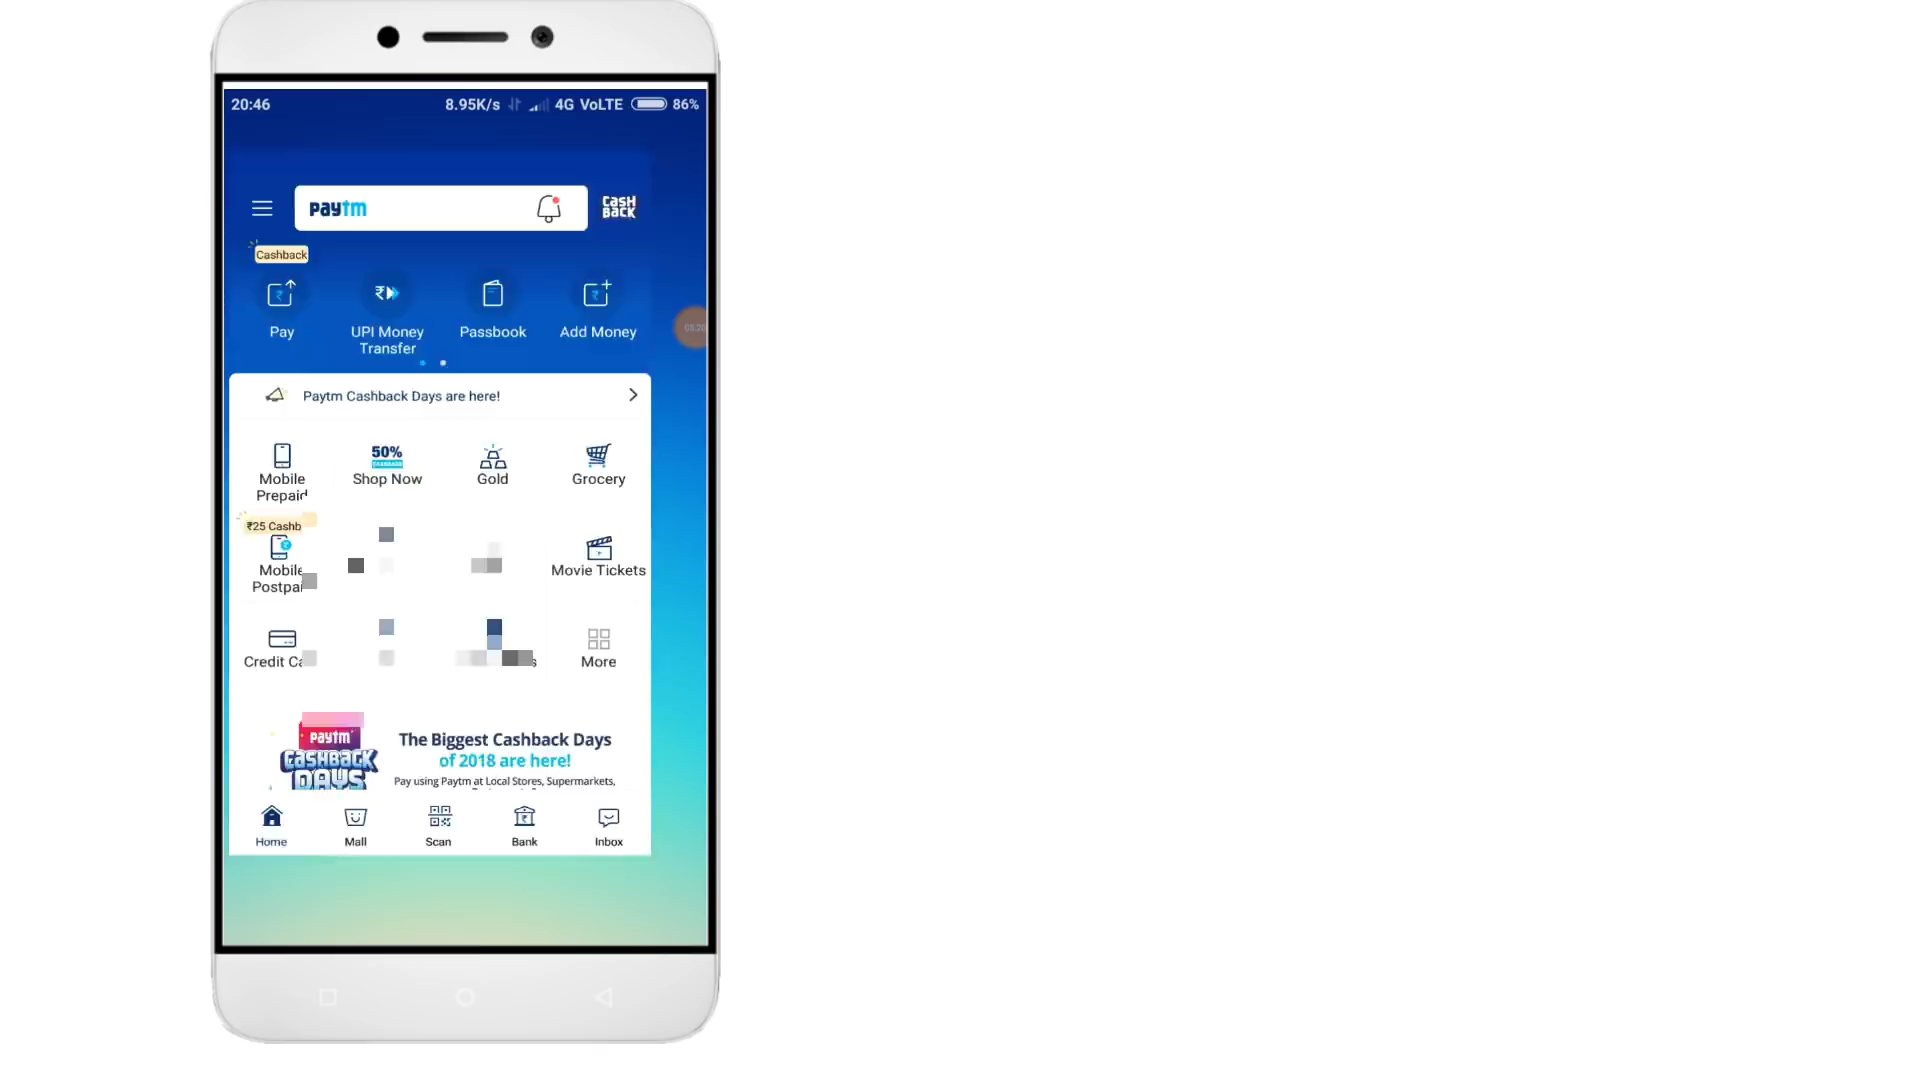 20:46 8.95K/s 4G VoLTE 86%
paytm CASH BACK
Cashback
Pay UPI Money Transfer Passbook Add Money
Paytm Cashback Days are here!
Mobile Prepaid 50% CASHBACK Shop Now Gold Grocery
₹25 Cashb
Mobile Postpai Movie Tickets
Credit Ca More
paytm
CASHBACK
DAYS
The Biggest Cashback Days
of 2018 are here!
Pay using Paytm at Local Stores, Supermarkets,
Home Mall Scan Bank Inbox